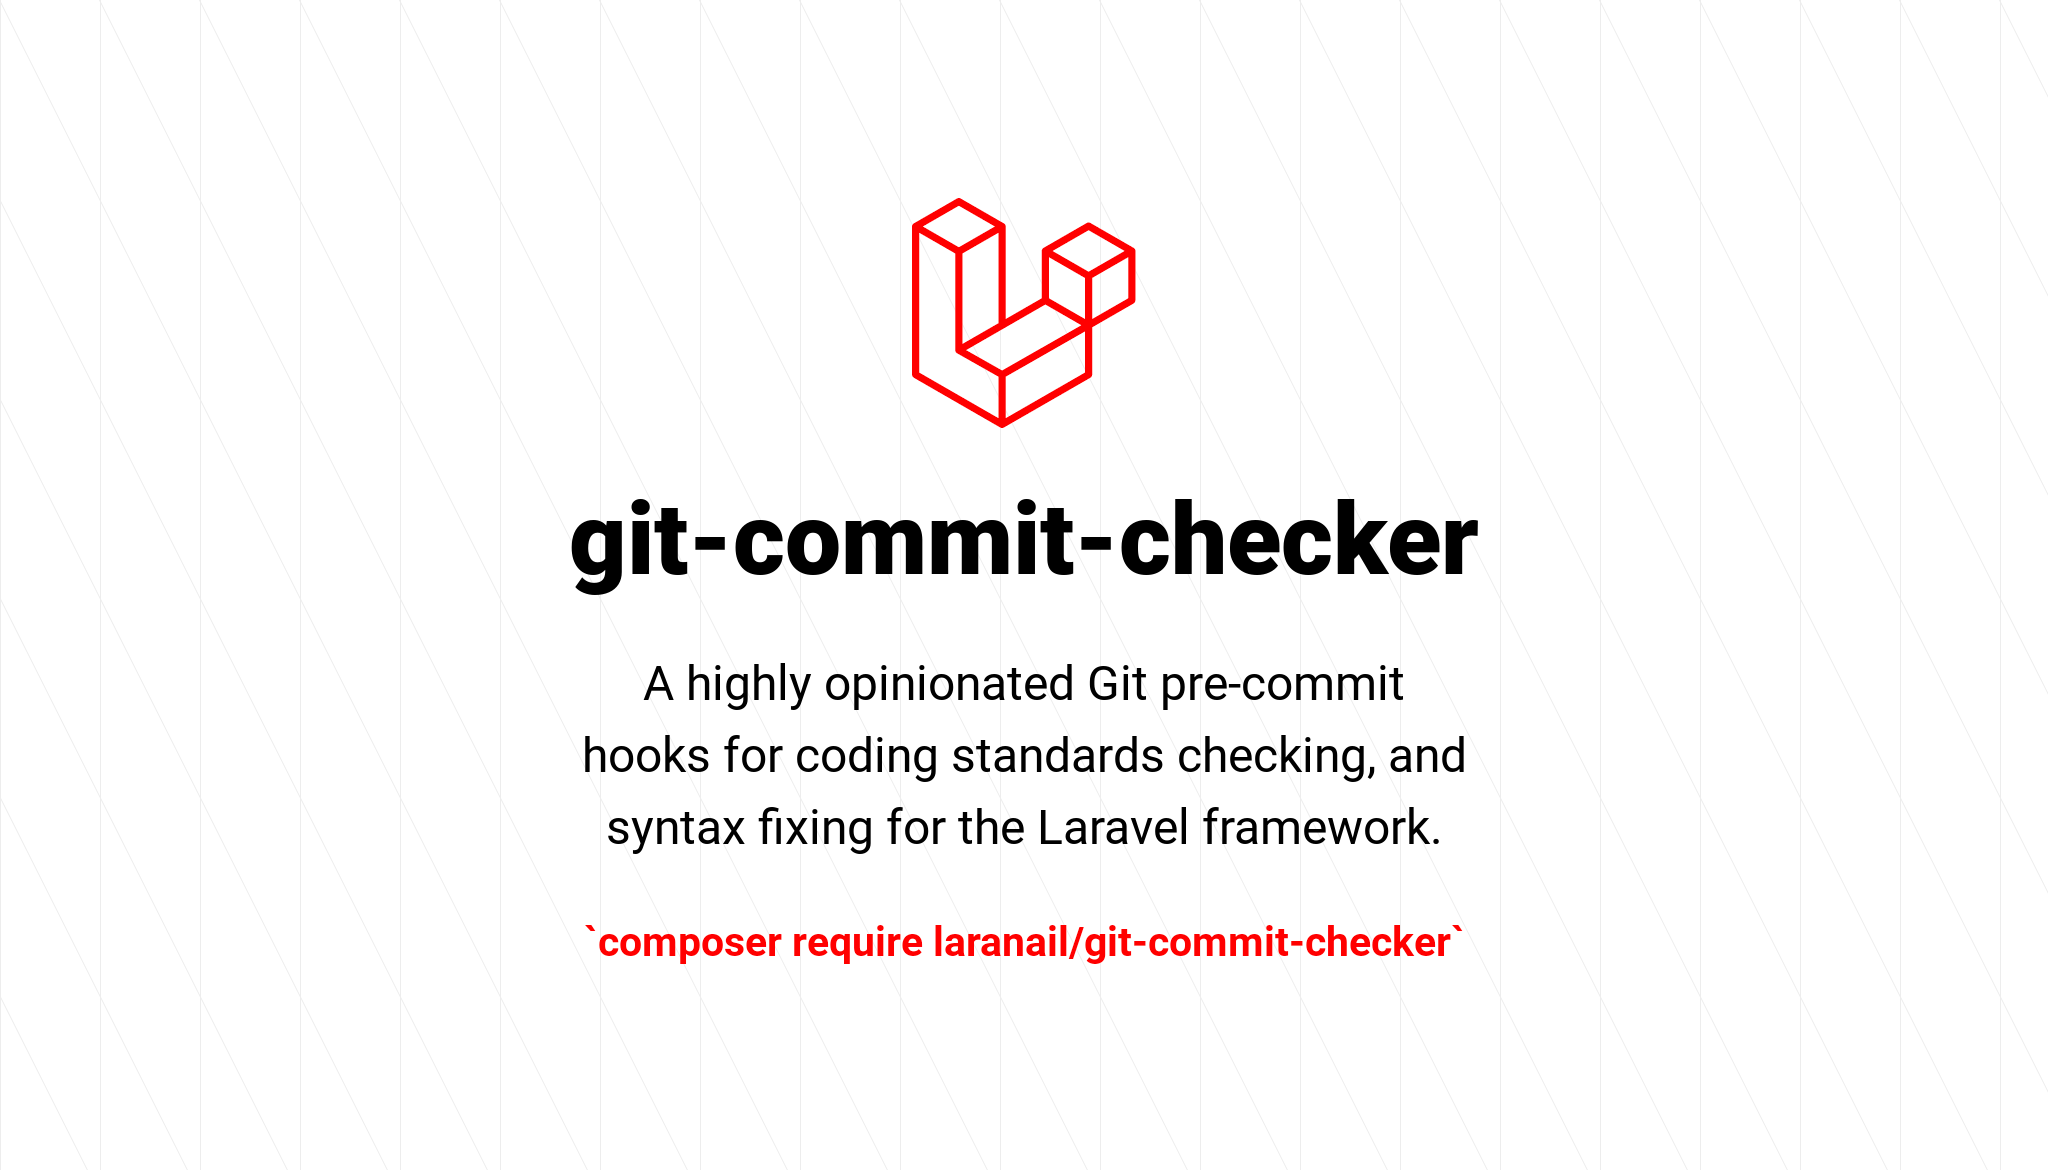 git-commit-checker
A highly opinionated Git pre-commit
hooks for coding standards checking, and
syntax fixing for the Laravel framework.
`composer require laranail/git-commit-checker`